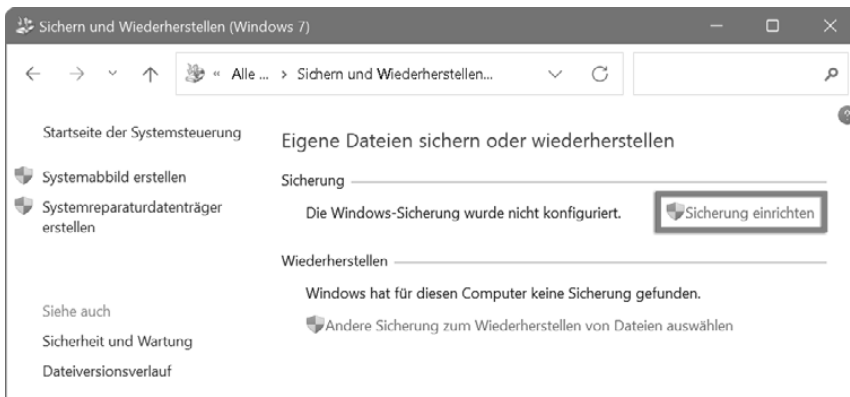 Sichern und Wiederherstellen (Windows 7)
« Alle ... > Sichern und Wiederherstellen...
Startseite der Systemsteuerung
Systemabbild erstellen
Systemreparaturdatenträger
erstellen
Siehe auch
Sicherheit und Wartung
Dateiversionsverlauf
Eigene Dateien sichern oder wiederherstellen
Sicherung
Die Windows-Sicherung wurde nicht konfiguriert. Sicherung einrichten
Wiederherstellen
Windows hat für diesen Computer keine Sicherung gefunden.
Andere Sicherung zum Wiederherstellen von Dateien auswählen